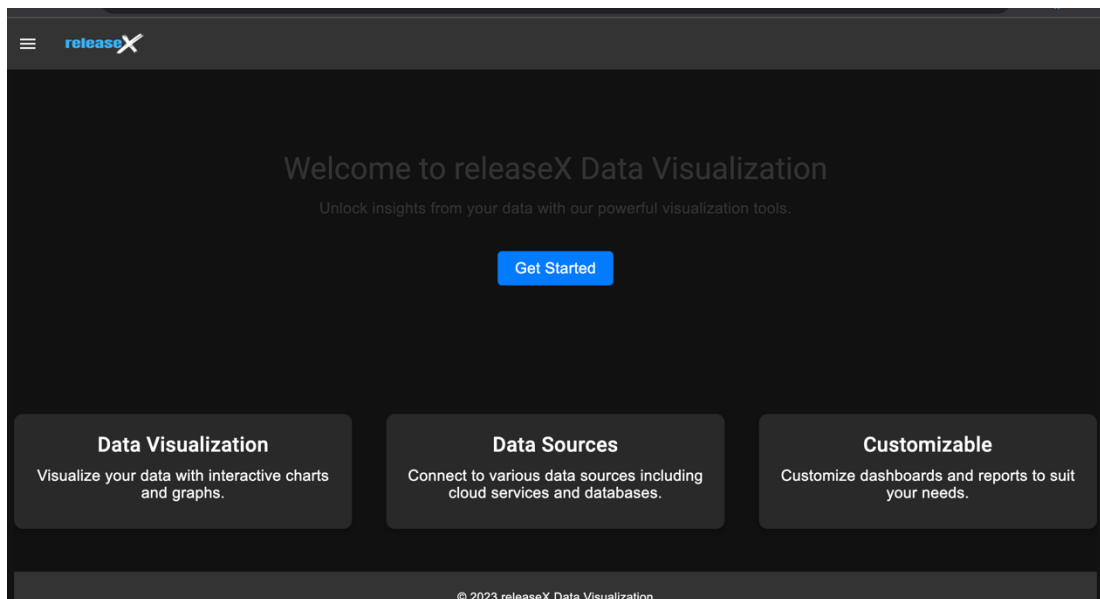 releaseX
Welcome to releaseX Data Visualization
Unlock insights from your data with our powerful visualization tools.
Get Started
Data Visualization
Visualize your data with interactive charts
and graphs.
Data Sources
Connect to various data sources including
cloud services and databases.
Customizable
Customize dashboards and reports to suit
your needs.
© 2023 releaseX Data Visualization